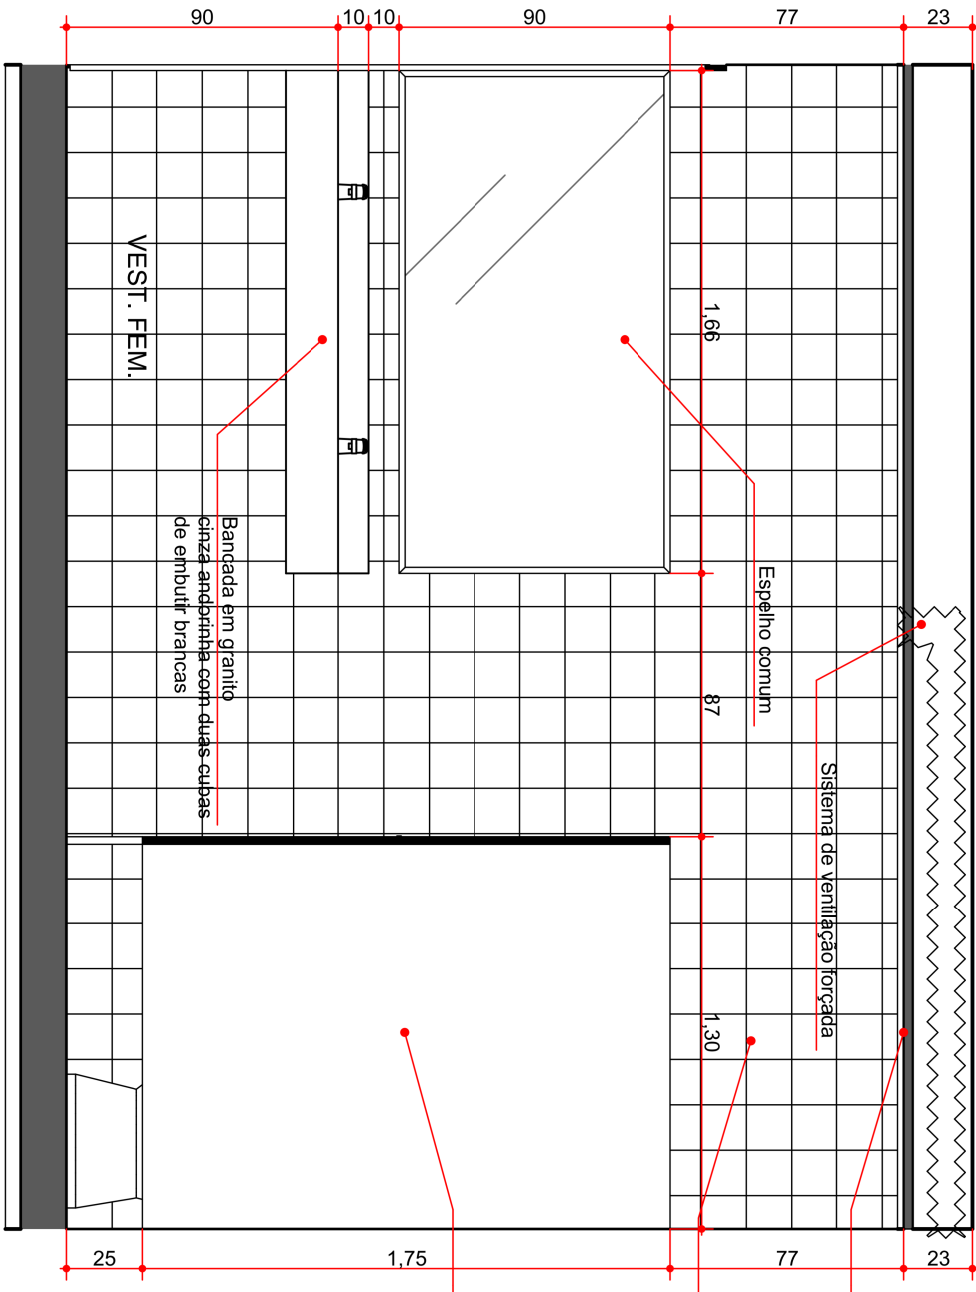 90
10
10
90
77
23
1,66
87
1,30
VEST. FEM.
Bancada em granito
cinza andorinha com duas cubas
de embutir brancas
Espelho comum
Sistema de ventilação forçada
25
1,75
77
23